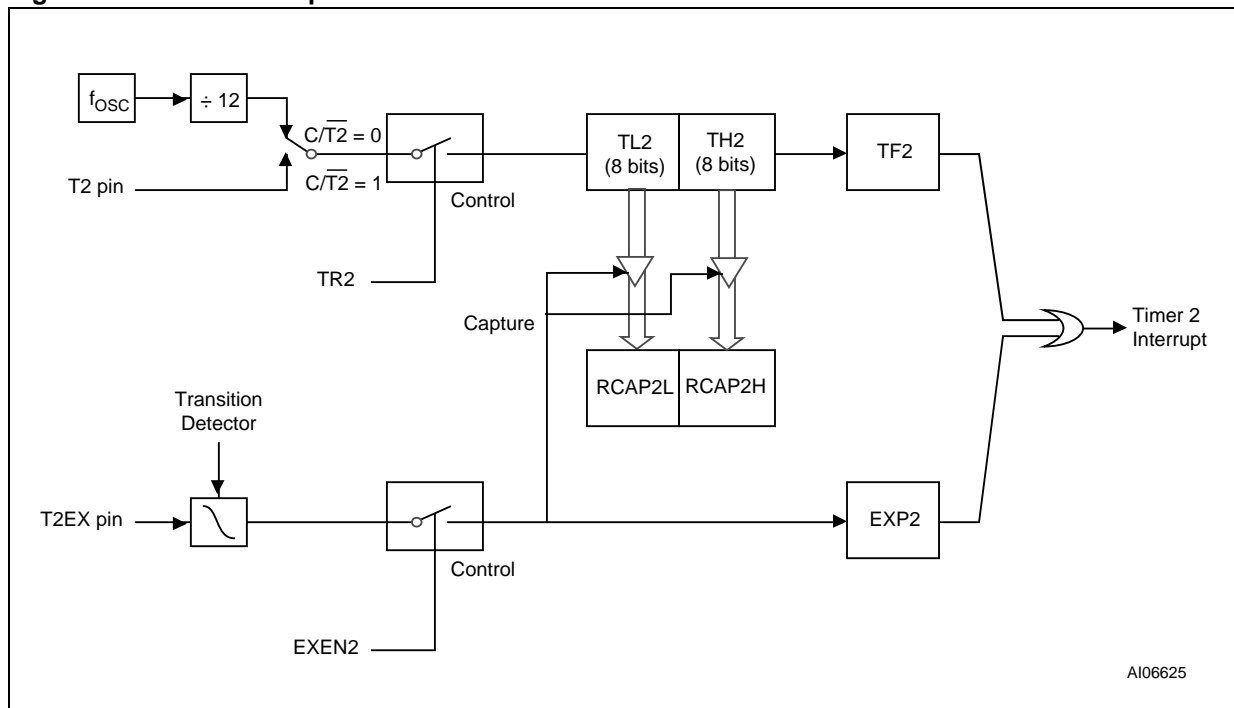 fOSC
÷ 12
C/T2 = 0
T2 pin
C/T2 = 1
Control
TR2
TL2
(8 bits)
TH2
(8 bits)
TF2
Capture
RCAP2L
RCAP2H
Timer 2
Interrupt
Transition
Detector
T2EX pin
Control
EXEN2
EXP2
AI06625